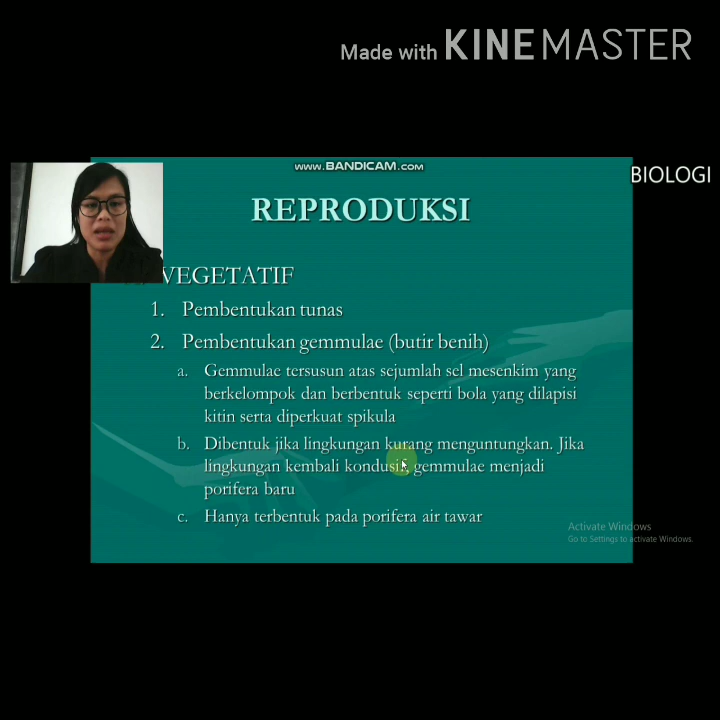 Made with KINEMASTER
www.BANDICAM.com
BIOLOGI
REPRODUKSI
VEGETATIF
1. Pembentukan tunas
2. Pembentukan gemmulae (butir benih)
a. Gemmulae tersusun atas sejumlah sel mesenkim yang
berkelompok dan berbentuk seperti bola yang dilapisi
kitin serta diperkuat spikula
b. Dibentuk jika lingkungan kurang menguntungkan. Jika
lingkungan kembali kondusif, gemmulae menjadi
porifera baru
c. Hanya terbentuk pada porifera air tawar
Activate Windows
Go to Settings to activate Windows.